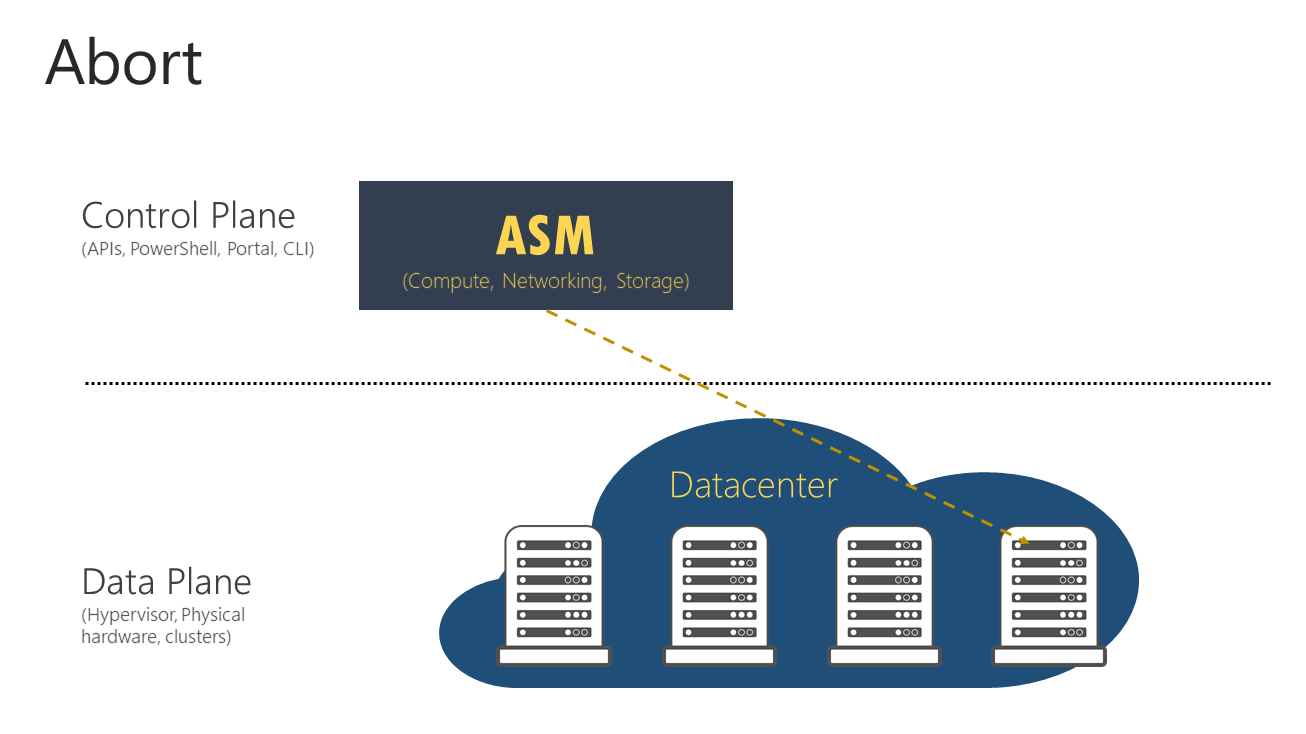 Abort
Control Plane
(APIs, PowerShell, Portal, CLI)
ASM
(Compute, Networking, Storage)
Datacenter
Data Plane
(Hypervisor, Physical
hardware, clusters)